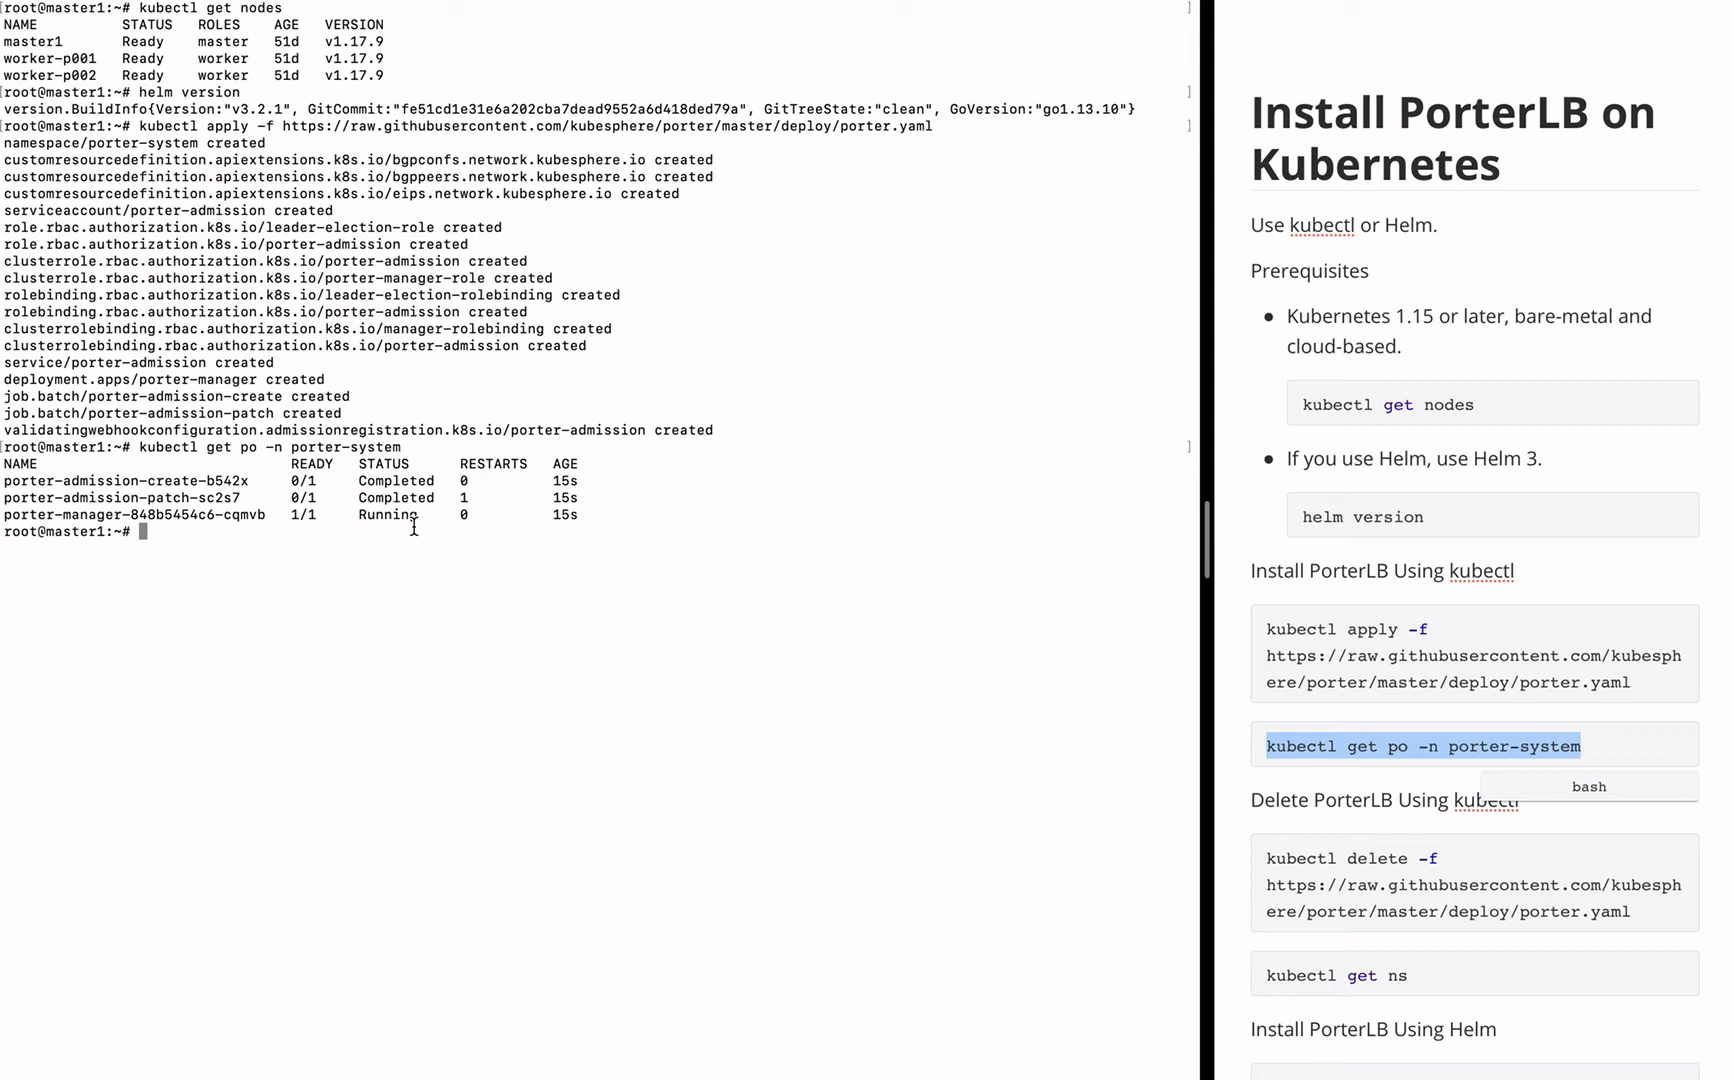 [root@master1:~# kubectl get nodes ]
NAME STATUS ROLES AGE VERSION
master1 Ready master 51d v1.17.9
worker-p001 Ready worker 51d v1.17.9
worker-p002 Ready worker 51d v1.17.9
[root@master1:~# helm version ]
version.BuildInfo{Version:"v3.2.1", GitCommit:"fe51cd1e31e6a202cba7dead9552a6d418ded79a", GitTreeState:"clean", GoVersion:"go1.13.10"}
[root@master1:~# kubectl apply -f https://raw.githubusercontent.com/kubesphere/porter/master/deploy/porter.yaml ]
namespace/porter-system created
customresourcedefinition.apiextensions.k8s.io/bgpconfs.network.kubesphere.io created
customresourcedefinition.apiextensions.k8s.io/bgppeers.network.kubesphere.io created
customresourcedefinition.apiextensions.k8s.io/eips.network.kubesphere.io created
serviceaccount/porter-admission created
role.rbac.authorization.k8s.io/leader-election-role created
role.rbac.authorization.k8s.io/porter-admission created
clusterrole.rbac.authorization.k8s.io/porter-admission created
clusterrole.rbac.authorization.k8s.io/porter-manager-role created
rolebinding.rbac.authorization.k8s.io/leader-election-rolebinding created
rolebinding.rbac.authorization.k8s.io/porter-admission created
clusterrolebinding.rbac.authorization.k8s.io/manager-rolebinding created
clusterrolebinding.rbac.authorization.k8s.io/porter-admission created
service/porter-admission created
deployment.apps/porter-manager created
job.batch/porter-admission-create created
job.batch/porter-admission-patch created
validatingwebhookconfiguration.admissionregistration.k8s.io/porter-admission created
[root@master1:~# kubectl get po -n porter-system ]
NAME READY STATUS RESTARTS AGE
porter-admission-create-b542x 0/1 Completed 0 15s
porter-admission-patch-sc2s7 0/1 Completed 1 15s
porter-manager-848b5454c6-cqmvb 1/1 Running 0 15s
root@master1:~#
Install PorterLB on
Kubernetes
Use kubectl or Helm.
Prerequisites
● Kubernetes 1.15 or later, bare-metal and
cloud-based.
kubectl get nodes
● If you use Helm, use Helm 3.
helm version
Install PorterLB Using kubectl
kubectl apply -f
https://raw.githubusercontent.com/kubesph
ere/porter/master/deploy/porter.yaml
kubectl get po -n porter-system
bash
Delete PorterLB Using kubectl
kubectl delete -f
https://raw.githubusercontent.com/kubesph
ere/porter/master/deploy/porter.yaml
kubectl get ns
Install PorterLB Using Helm